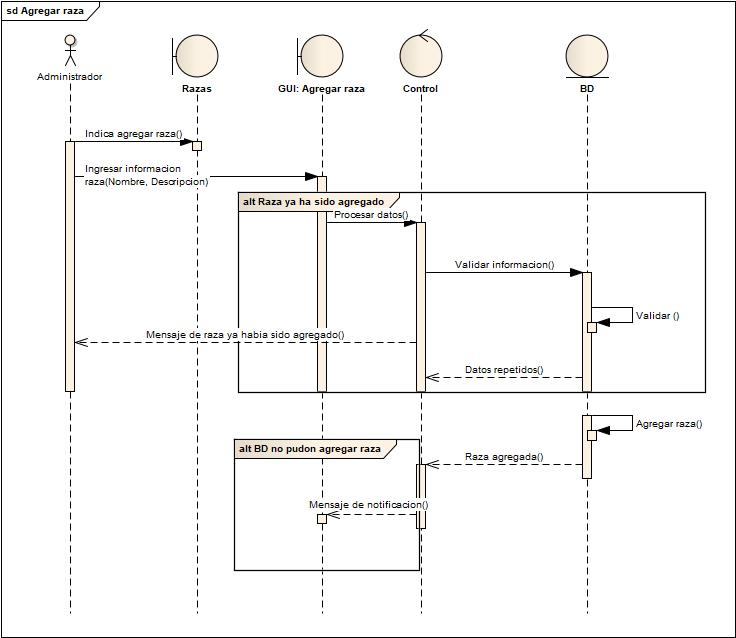 sd Agregar raza
Administrador
Razas
GUI: Agregar raza
Control
BD
Indica agregar raza()
Ingresar informacion
raza(Nombre, Descripcion)
alt Raza ya ha sido agregado
Procesar datos()
Validar informacion()
Validar ()
Mensaje de raza ya habia sido agregado()
Datos repetidos()
Agregar raza()
alt BD no pudon agregar raza
Raza agregada()
Mensaje de notificacion()